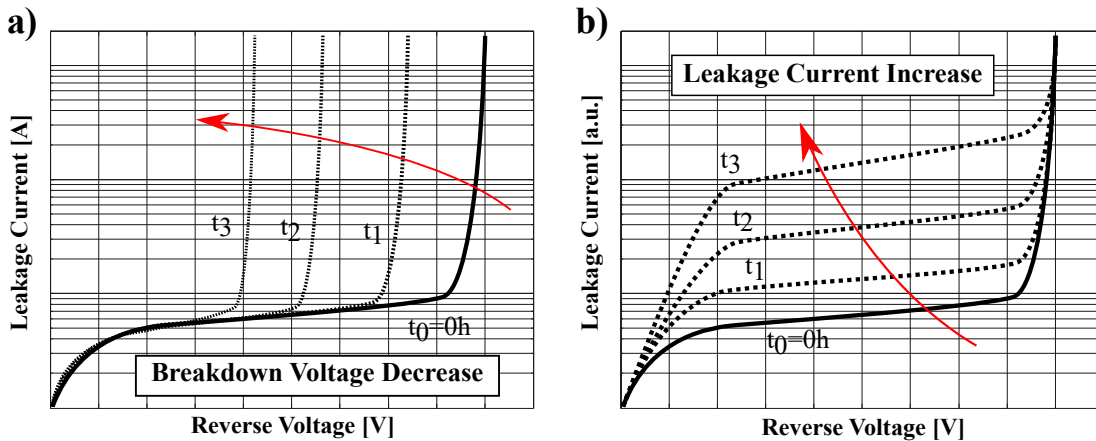 a)
Leakage Current [A]
t3
t2
t1
t0=0h
Breakdown Voltage Decrease
Reverse Voltage [V]
b)
Leakage Current Increase
Leakage Current [a.u.]
t3
t2
t1
t0=0h
Reverse Voltage [V]